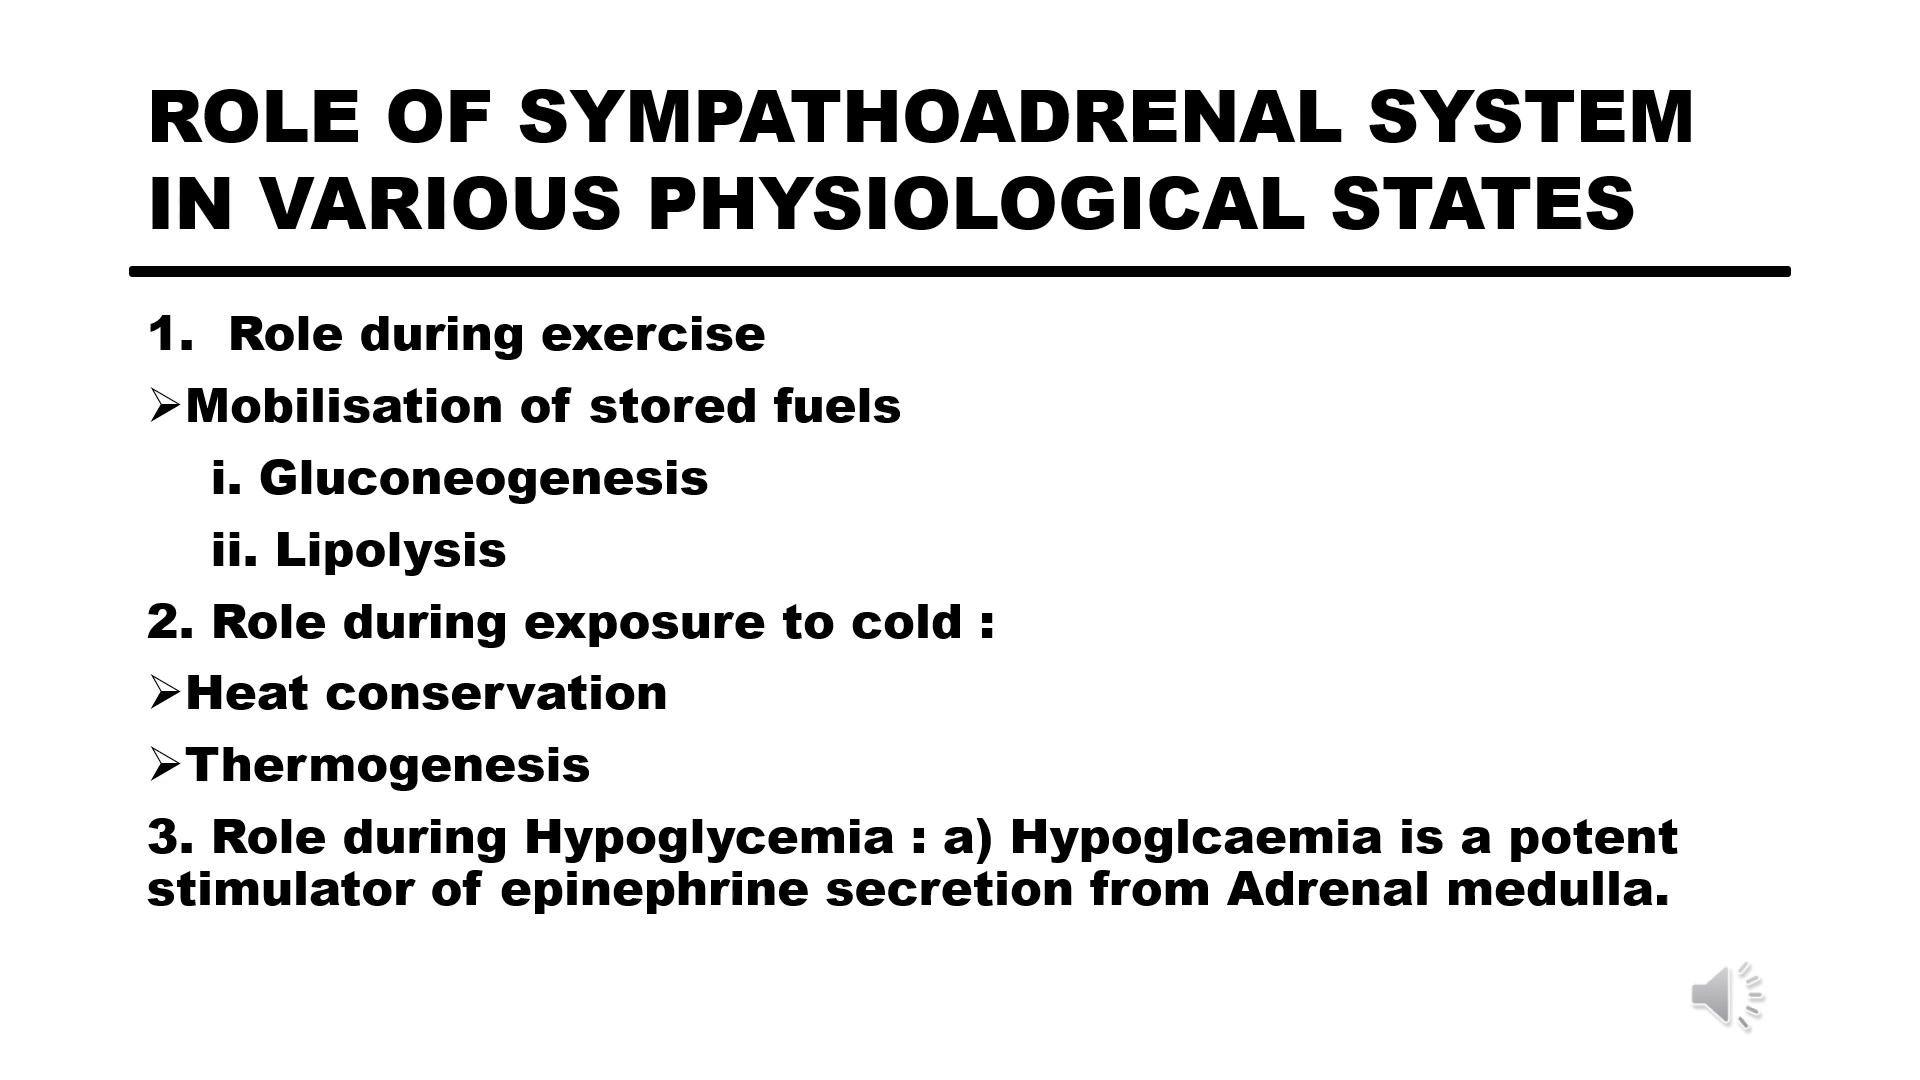 ROLE OF SYMPATHOADRENAL SYSTEM
IN VARIOUS PHYSIOLOGICAL STATES
1. Role during exercise
➢Mobilisation of stored fuels
i. Gluconeogenesis
ii. Lipolysis
2. Role during exposure to cold :
➢Heat conservation
➢Thermogenesis
3. Role during Hypoglycemia : a) Hypoglcaemia is a potent
stimulator of epinephrine secretion from Adrenal medulla.